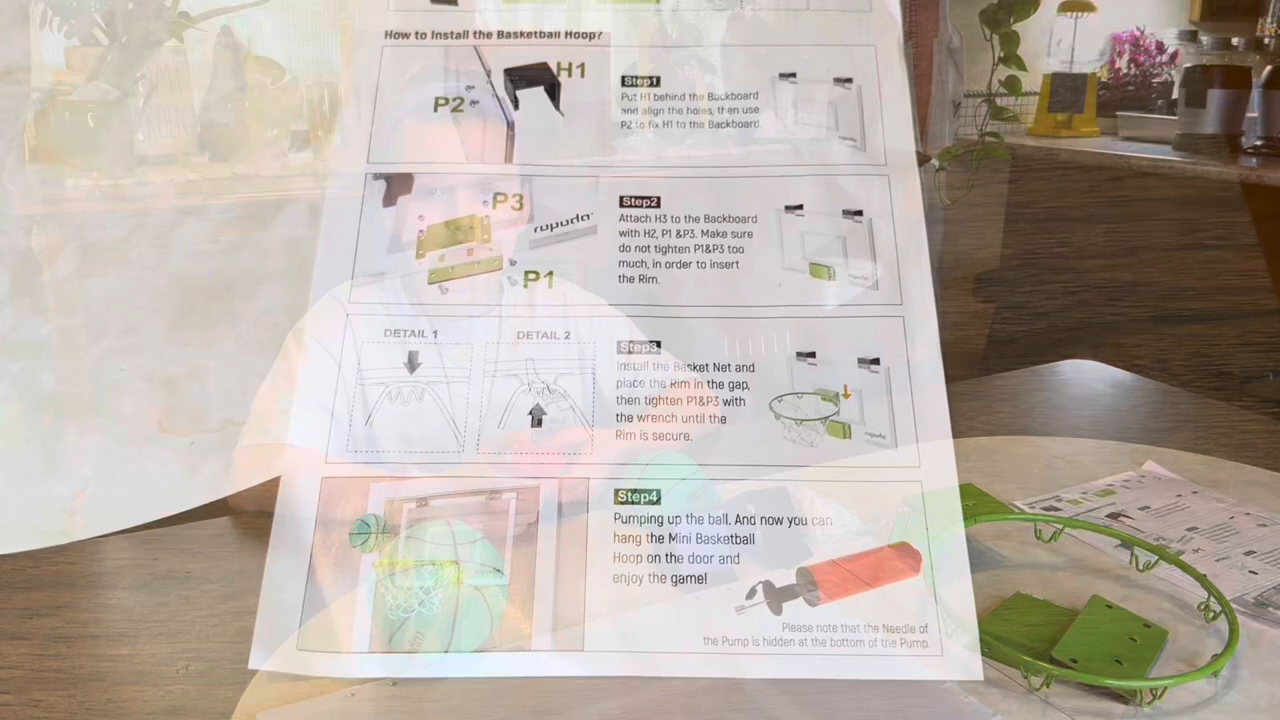 How to Install the Basketball Hoop?
H1
P2
Step1
Put H1 behind the Backboard
and align the holes, then use
P2 to fix H1 to the Backboard.
ropoda
P3
ropoda
P1
Step2
Attach H3 to the Backboard
with H2, P1 &P3. Make sure
do not tighten P1&P3 too
much, in order to insert
the Rim.
ropoda
DETAIL 1
DETAIL 2
Step3
Install the Basket Net and
place the Rim in the gap,
then tighten P1&P3 with
the wrench until the
Rim is secure.
ropoda
Step4
Pumping up the ball. And now you can
hang the Mini Basketball
Hoop on the door and
enjoy the game!
Please note that the Needle of
the Pump is hidden at the bottom of the Pump.